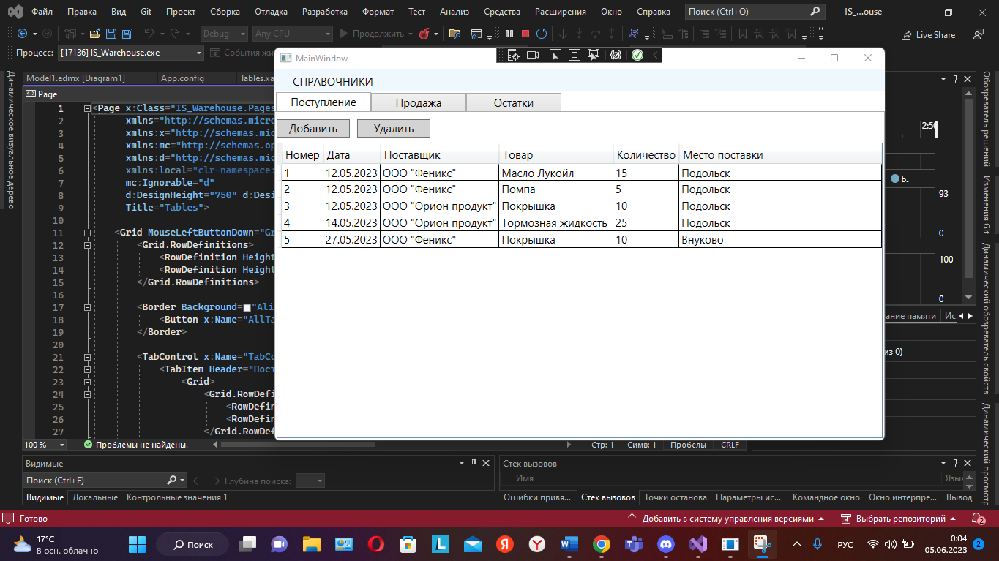 Файл Правка Вид Git Проект Сборка Отладка Разработка Формат Тест Анализ Средства Расширения Окно Справка Поиск (Ctrl+Q) IS_...ouse
Debug Any CPU Продолжить Live Share
Процесс: [17136] IS_Warehouse.exe События жи
Model1.edmx [Diagram1] App.config Tables.xa
Page
1 <Page x:Class="IS_Warehouse.Pages
2 xmlns="http://schemas.micro
3 xmlns:x="http://schemas.mic
4 xmlns:mc="http://schemas.op
5 xmlns:d="http://schemas.mic
6 xmlns:local="clr-namespace:
7 mc:Ignorable="d"
8 d:DesignHeight="750" d:Desi
9 Title="Tables">
10
11 <Grid MouseLeftButtonDown="Gr
12 <Grid.RowDefinitions>
13 <RowDefinition Height
14 <RowDefinition Height
15 </Grid.RowDefinitions>
16
17 <Border Background="Ali
18 <Button x:Name="AllTa
19 </Border>
20
21 <TabControl x:Name="TabCo
22 <TabItem Header="Пост
23 <Grid>
24 <Grid.RowDefi
25 <RowDefin
26 <RowDefin
27 </Grid.RowDef
100 % Проблемы не найдены. Стр: 1 Симв: 1 Пробелы CRLF
MainWindow
СПРАВОЧНИКИ
Поступление Продажа Остатки
Добавить Удалить
Номер Дата Поставщик Товар Количество Место поставки
1 12.05.2023 ООО "Феникс" Масло Лукойл 15 Подольск
2 12.05.2023 ООО "Феникс" Помпа 5 Подольск
3 12.05.2023 ООО "Орион продукт" Покрышка 10 Подольск
4 14.05.2023 ООО "Орион продукт" Тормозная жидкость 25 Подольск
5 27.05.2023 ООО "Феникс" Покрышка 10 Внуково
2:50
Б..
93
0
100
0
ание памяти Ис
из 0)
Динамическое визуальное дерево
Обозреватель решений
Изменения Git
Динамический обозреватель свойств
Динамический просмотр
Видимые
Поиск (Ctrl+E) Глубина поиска:
Видимые Локальные Контрольные значения 1
Стек вызовов
Имя Язык
Ошибки привя... Стек вызовов Точки останова Параметры ис... Командное окно Окно интерпре... Вывод
Готово Добавить в систему управления версиями Выбрать репозиторий 2
17°C
В осн. облачно
Поиск
РУС
0:04
05.06.2023
2